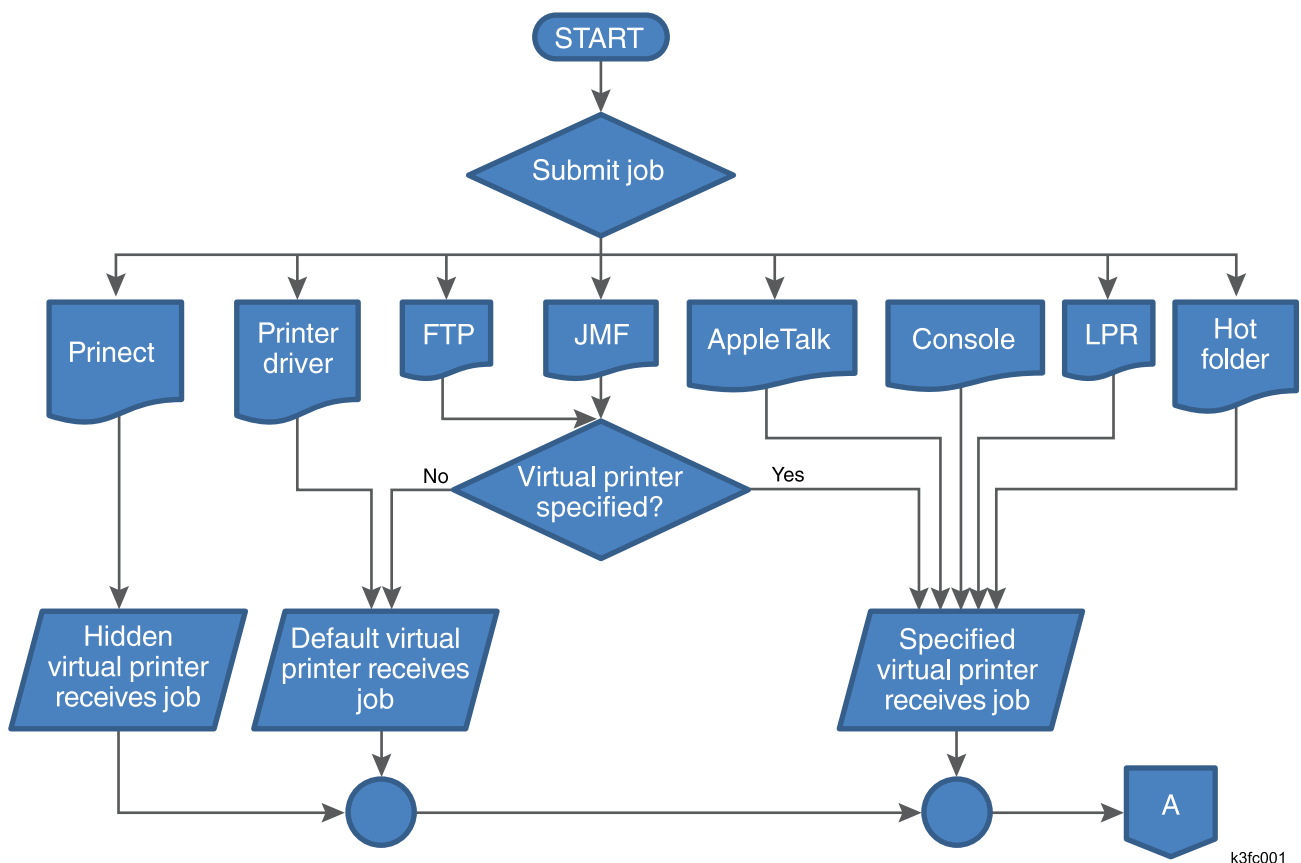 START
Submit job
Prinect
Printer
driver
FTP
JMF
AppleTalk
Console
LPR
Hot
folder
No
Virtual printer
specified?
Yes
Hidden
virtual printer
receives job
Default virtual
printer receives
job
Specified
virtual printer
receives job
A
k3fc001